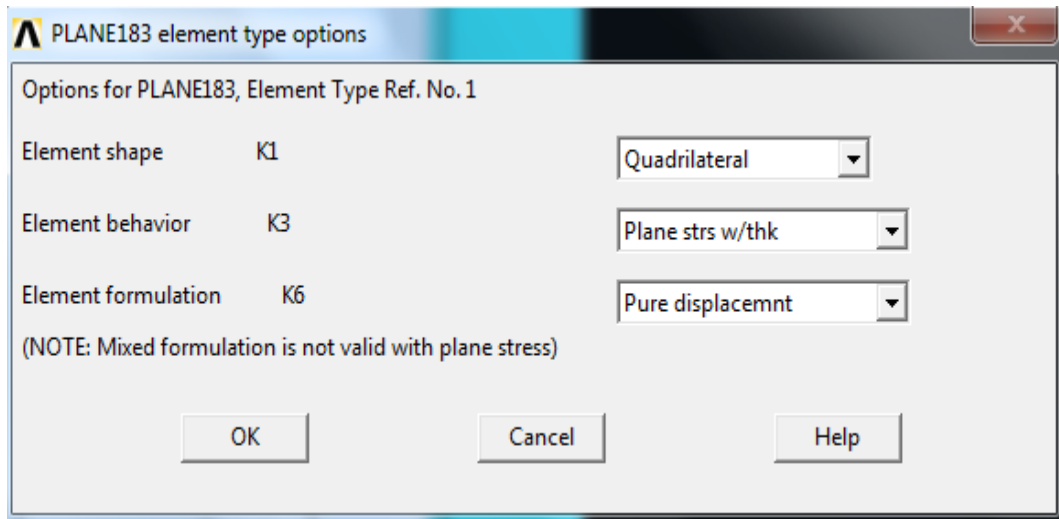 PLANE183 element type options
Options for PLANE183, Element Type Ref. No. 1
Element shape K1 Quadrilateral
Element behavior K3 Plane strs w/thk
Element formulation K6 Pure displacemnt
(NOTE: Mixed formulation is not valid with plane stress)
OK Cancel Help